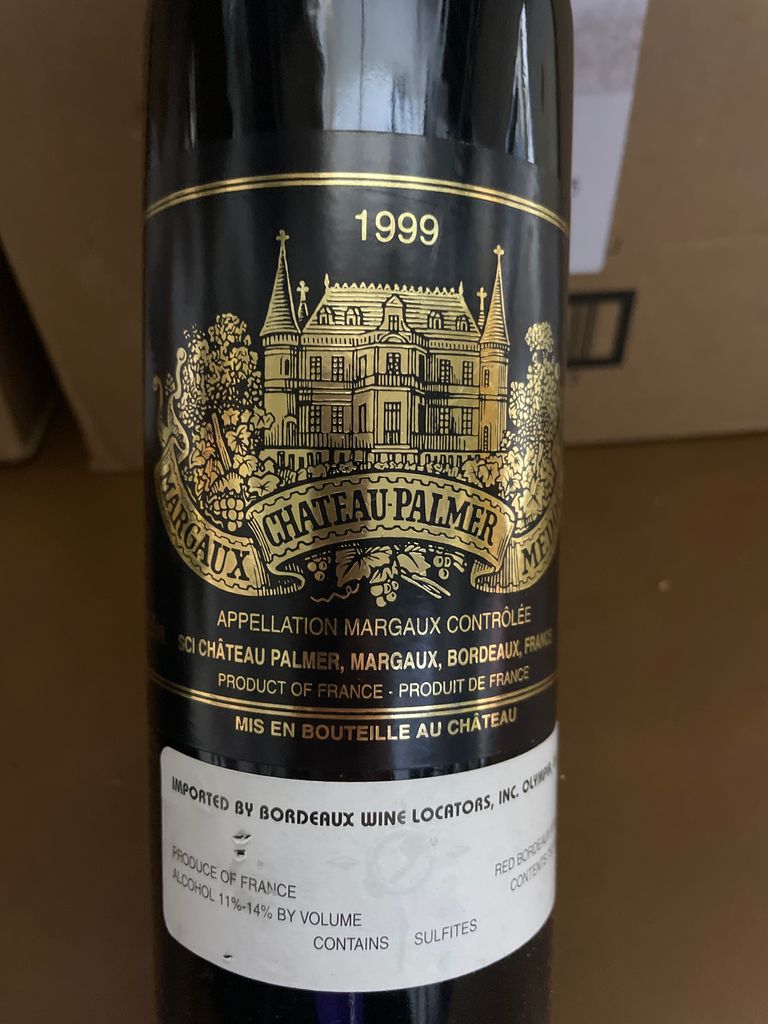 1999
MARGAUX
CHATEAU PALMER
APPELLATION MARGAUX CONTRÔLÉE
SCI CHÂTEAU PALMER, MARGAUX, BORDEAUX, FRANCE
PRODUCT OF FRANCE - PRODUIT DE FRANCE
MIS EN BOUTEILLE AU CHÂTEAU
IMPORTED BY BORDEAUX WINE LOCATORS, INC.
RED BORDEAUX
PRODUCE OF FRANCE
ALCOHOL 11%-14% BY VOLUME
CONTENTS
CONTAINS SULFITES